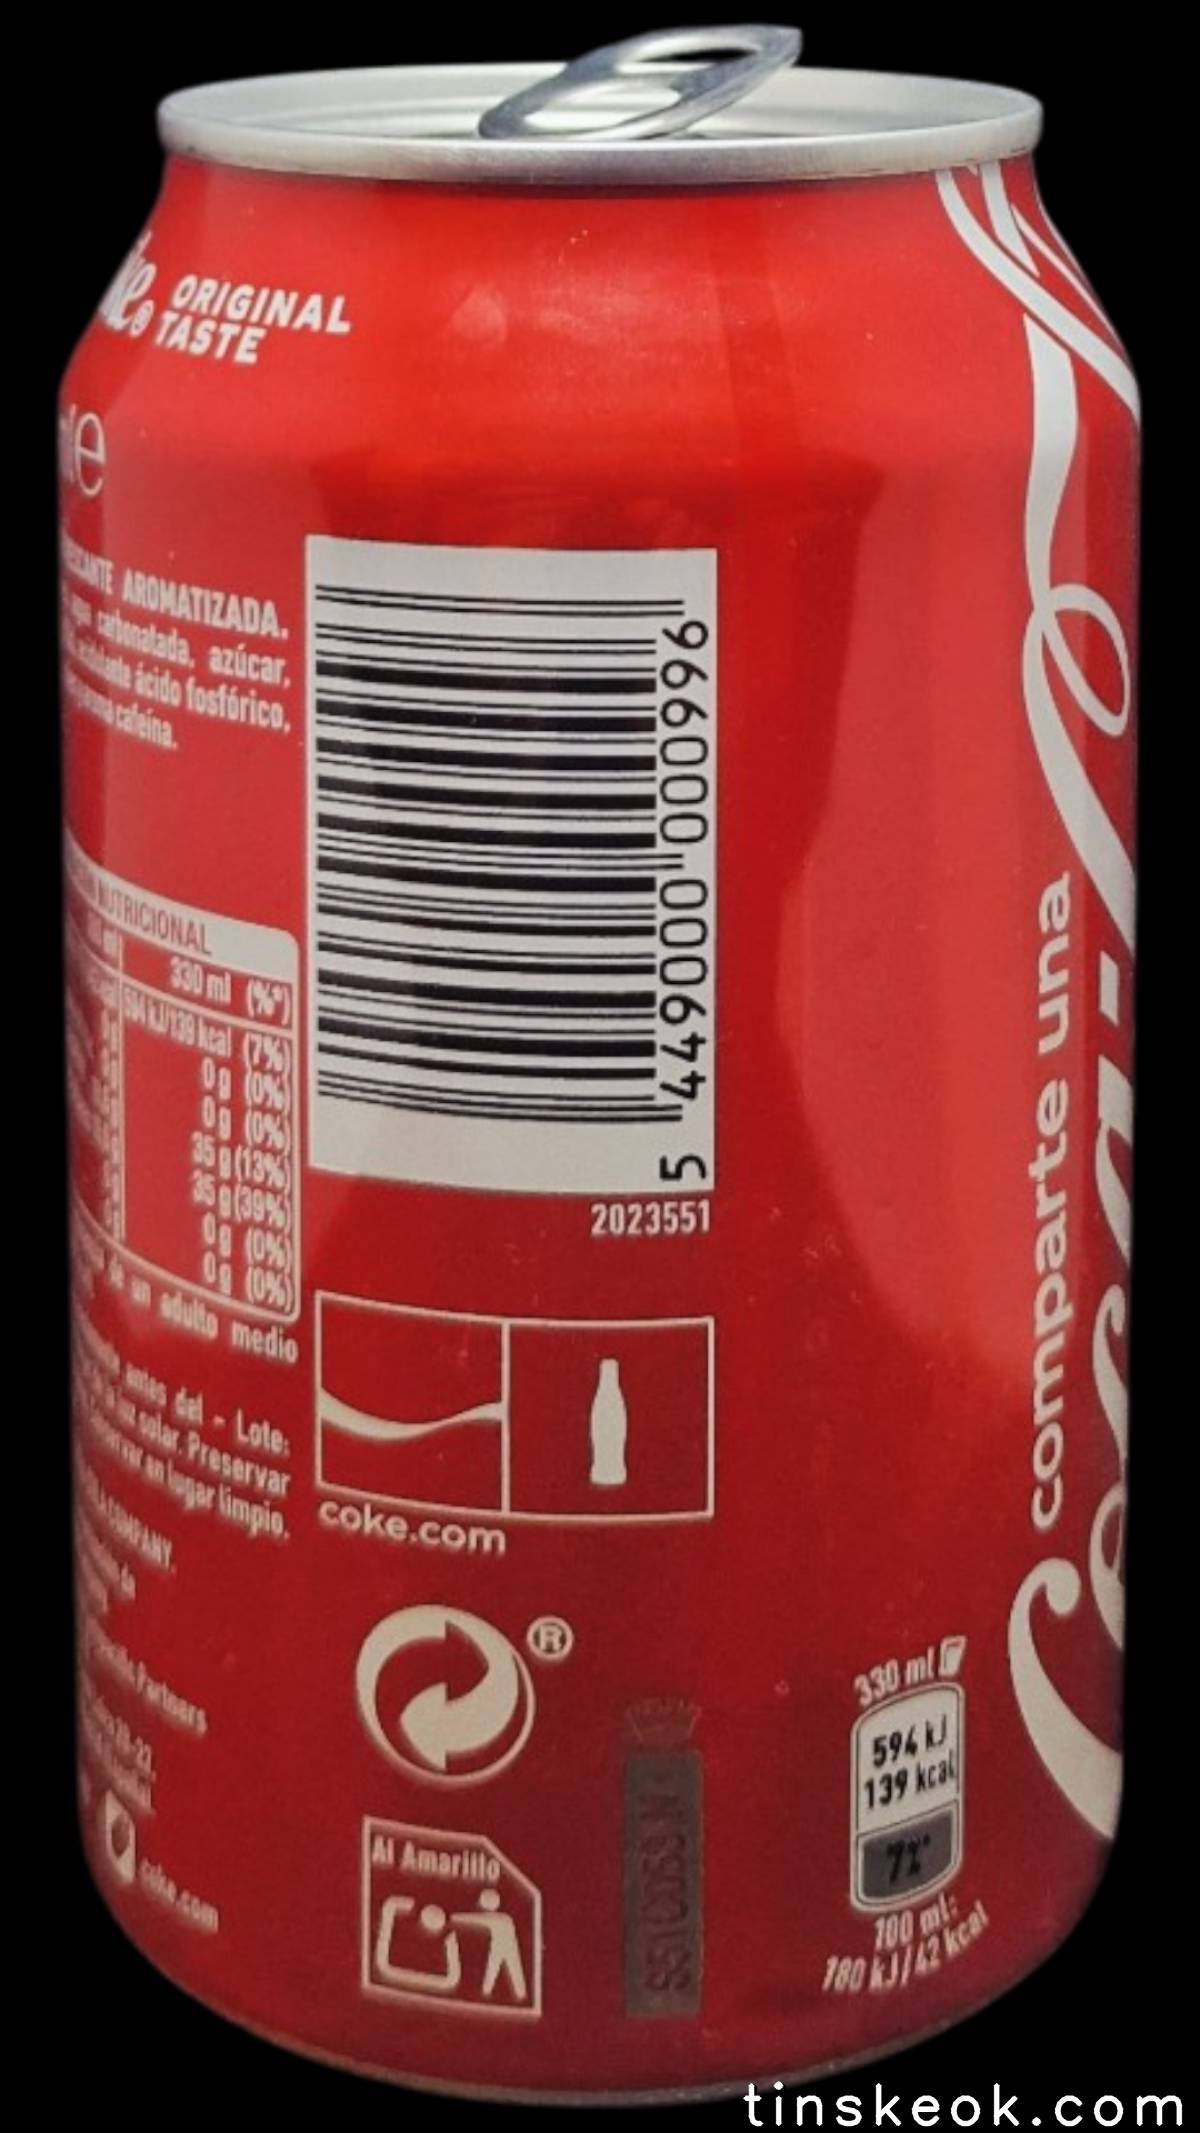 ORIGINAL
TASTE
e
AROMATIZADA.
carbonatada, azúcar,
ácido fosfórico,
cafeína.
NUTRICIONAL
330 ml (%*)
594 kJ/139 kcal (7%)
0 g (0%)
0 g (0%)
35 g (13%)
35 g (39%)
0 g (0%)
0 g (0%)
de un adulto medio
antes del - Lote:
luz solar. Preservar
en lugar limpio.
COMPANY.
Partners
coke.com
5 449000 000996
2023551
coke.com
®
Al Amarillo
comparte una
Coca-Cola
330 ml
594 kJ
139 kcal
7%*
100 ml:
180 kJ/42 kcal
tinskeok.com